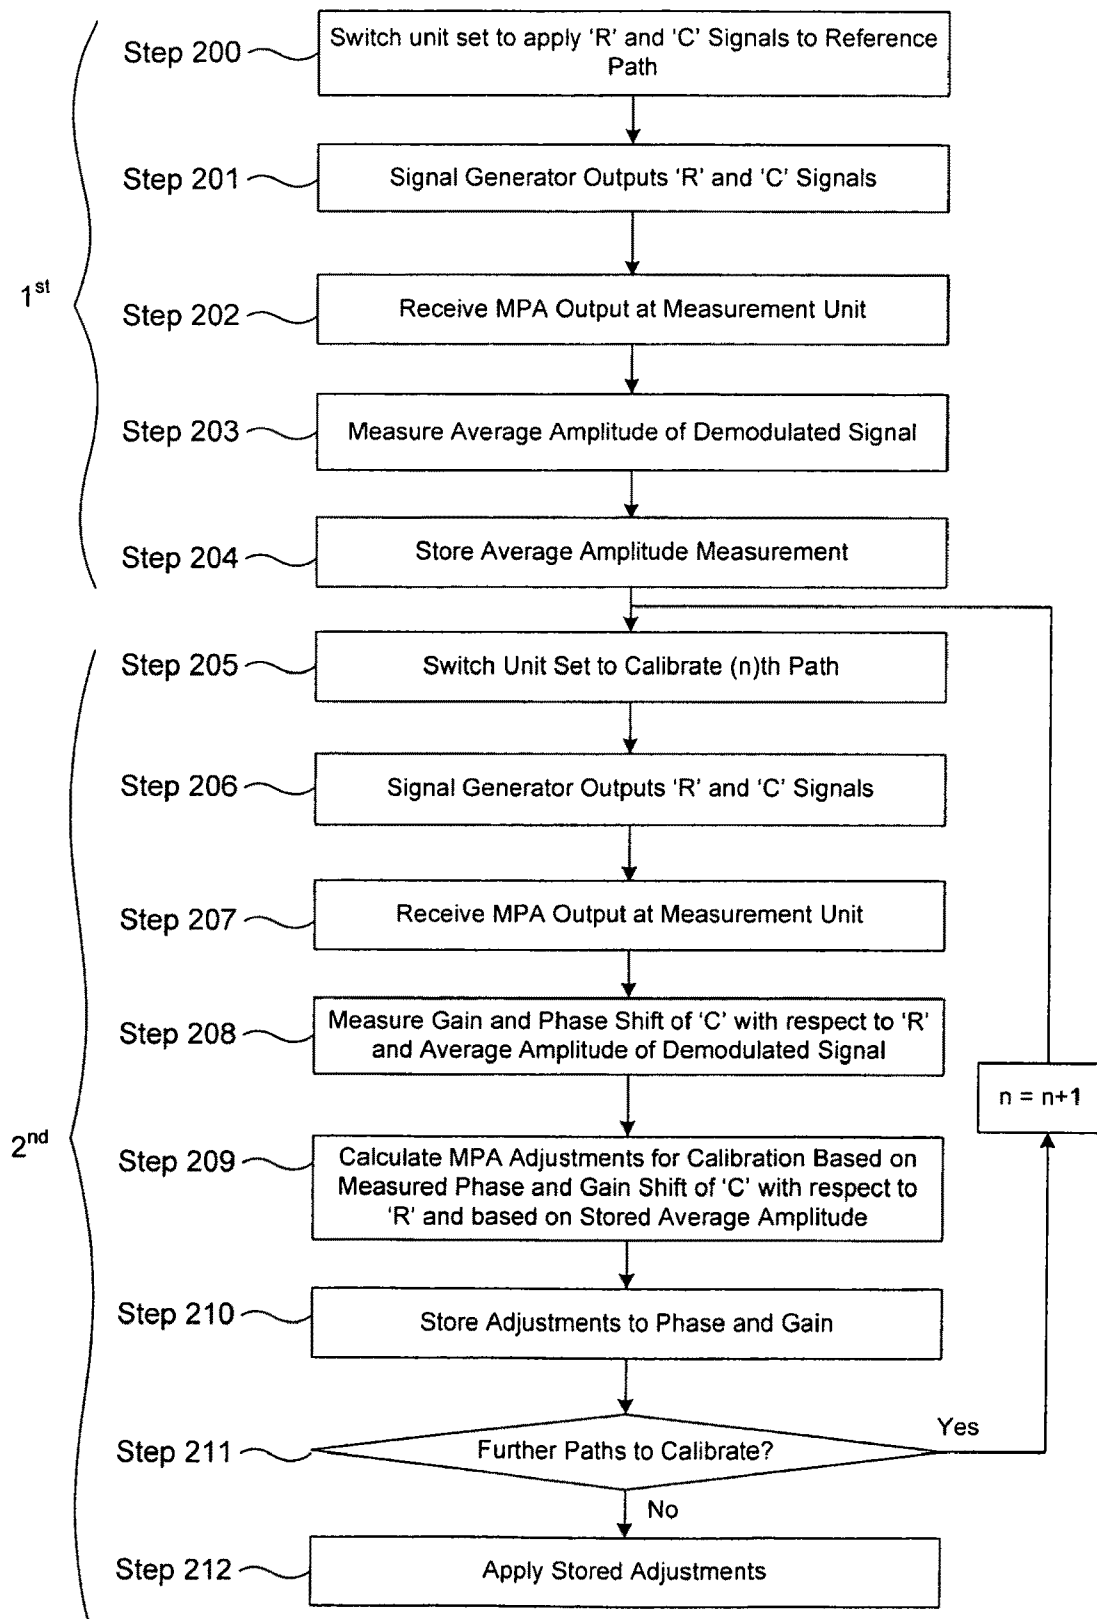 Step 200
Switch unit set to apply ‘R’ and ‘C’ Signals to Reference
Path
Step 201
Signal Generator Outputs ‘R’ and ‘C’ Signals
1st
Step 202
Receive MPA Output at Measurement Unit
Step 203
Measure Average Amplitude of Demodulated Signal
Step 204
Store Average Amplitude Measurement
Step 205
Switch Unit Set to Calibrate (n)th Path
Step 206
Signal Generator Outputs ‘R’ and ‘C’ Signals
Step 207
Receive MPA Output at Measurement Unit
Step 208
Measure Gain and Phase Shift of ‘C’ with respect to ‘R’
and Average Amplitude of Demodulated Signal
n = n+1
2nd
Step 209
Calculate MPA Adjustments for Calibration Based on
Measured Phase and Gain Shift of ‘C’ with respect to
‘R’ and based on Stored Average Amplitude
Step 210
Store Adjustments to Phase and Gain
Step 211
Further Paths to Calibrate?
Yes
No
Step 212
Apply Stored Adjustments